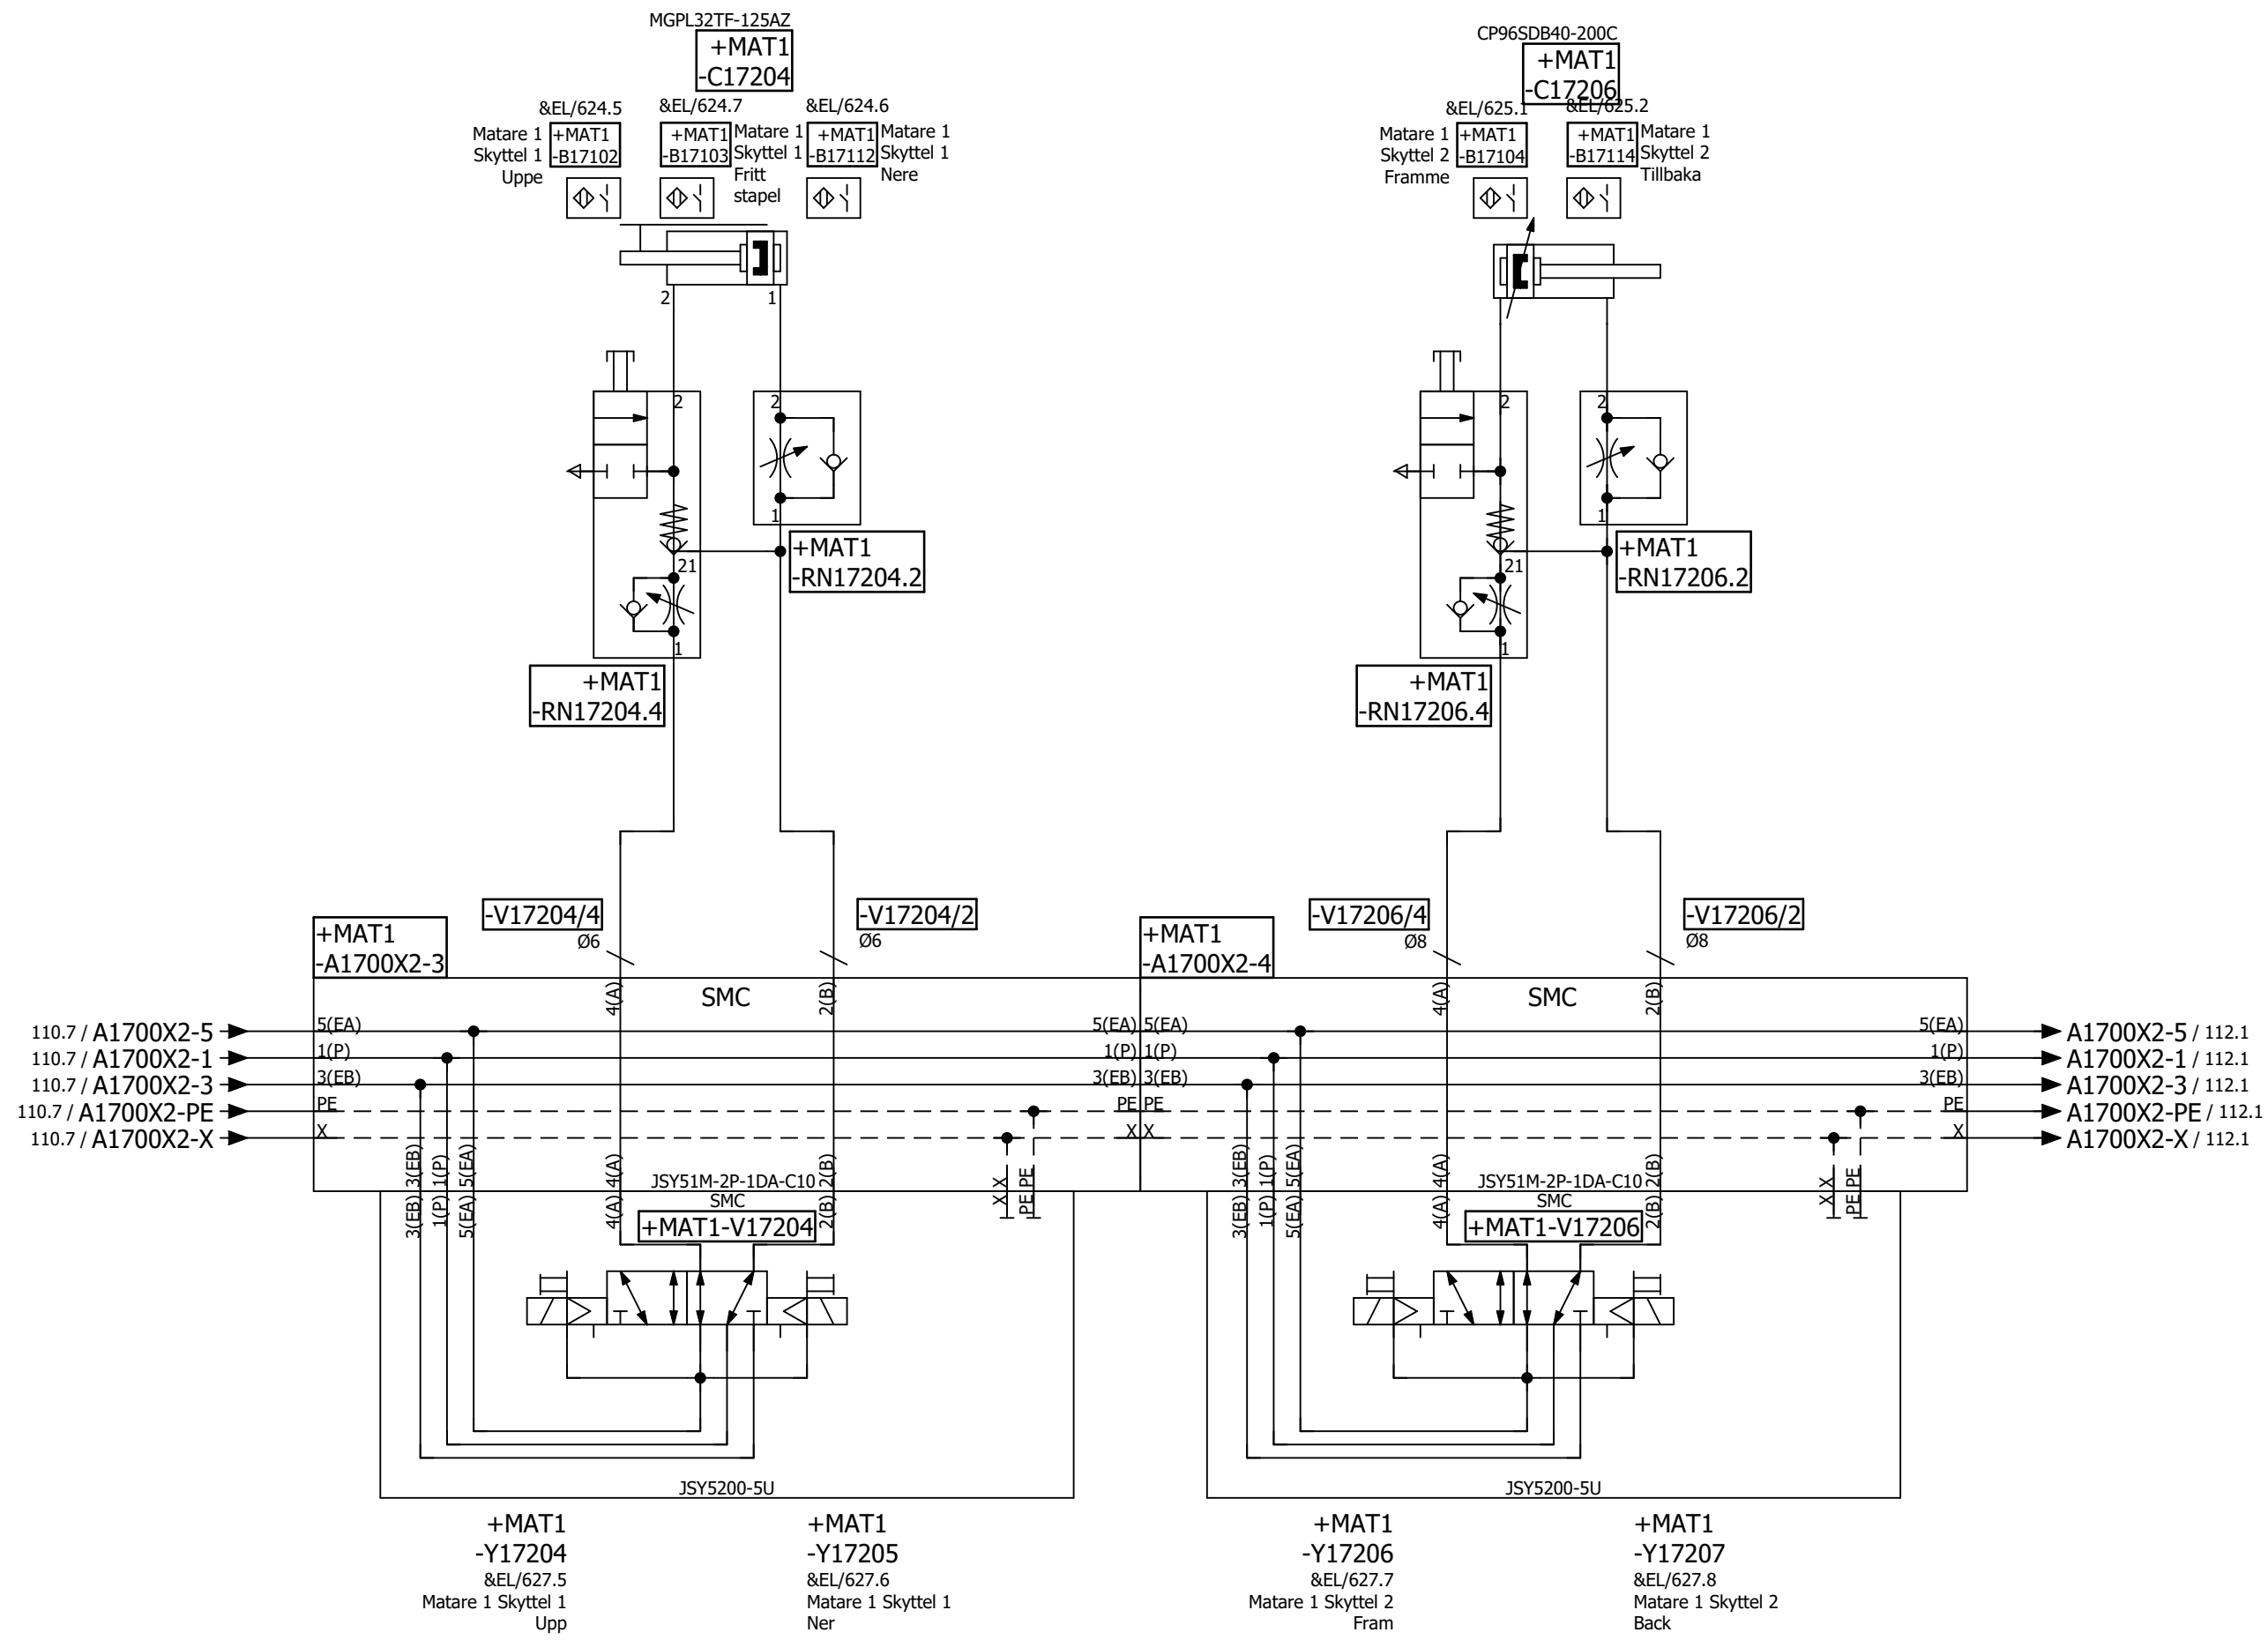 MGPL32TF-125AZ
+MAT1
-C17204
&EL/624.5
&EL/624.7
&EL/624.6
Matare 1
Skyttel 1
Uppe
+MAT1
-B17102
+MAT1
-B17103
Matare 1
Skyttel 1
Fritt
stapel
+MAT1
-B17112
Matare 1
Skyttel 1
Nere
2
1
2
2
1
21
1
+MAT1
-RN17204.2
+MAT1
-RN17204.4
CP96SDB40-200C
+MAT1
-C17206
&EL/625.1
&EL/625.2
Matare 1
Skyttel 2
Framme
+MAT1
-B17104
+MAT1
-B17114
Matare 1
Skyttel 2
Tillbaka
2
2
1
21
1
+MAT1
-RN17206.2
+MAT1
-RN17206.4
-V17204/4
Ø6
-V17204/2
Ø6
-V17206/4
Ø8
-V17206/2
Ø8
+MAT1
-A1700X2-3
+MAT1
-A1700X2-4
4(A)
SMC
2(B)
4(A)
SMC
2(B)
110.7 / A1700X2-5
5(EA)
5(EA)
5(EA)
5(EA)
A1700X2-5 / 112.1
110.7 / A1700X2-1
1(P)
1(P)
1(P)
1(P)
A1700X2-1 / 112.1
110.7 / A1700X2-3
3(EB)
3(EB)
3(EB)
3(EB)
A1700X2-3 / 112.1
110.7 / A1700X2-PE
PE
PE
PE
PE
A1700X2-PE / 112.1
110.7 / A1700X2-X
X
X
X
X
A1700X2-X / 112.1
3(EB) 3(EB)
1(P) 1(P)
5(EA) 5(EA)
4(A) 4(A)
JSY51M-2P-1DA-C10
SMC
2(B) 2(B)
X X
PE PE
+MAT1-V17204
3(EB) 3(EB)
1(P) 1(P)
5(EA) 5(EA)
4(A) 4(A)
JSY51M-2P-1DA-C10
SMC
2(B) 2(B)
X X
PE PE
+MAT1-V17206
JSY5200-5U
JSY5200-5U
+MAT1
-Y17204
&EL/627.5
Matare 1 Skyttel 1
Upp
+MAT1
-Y17205
&EL/627.6
Matare 1 Skyttel 1
Ner
+MAT1
-Y17206
&EL/627.7
Matare 1 Skyttel 2
Fram
+MAT1
-Y17207
&EL/627.8
Matare 1 Skyttel 2
Back